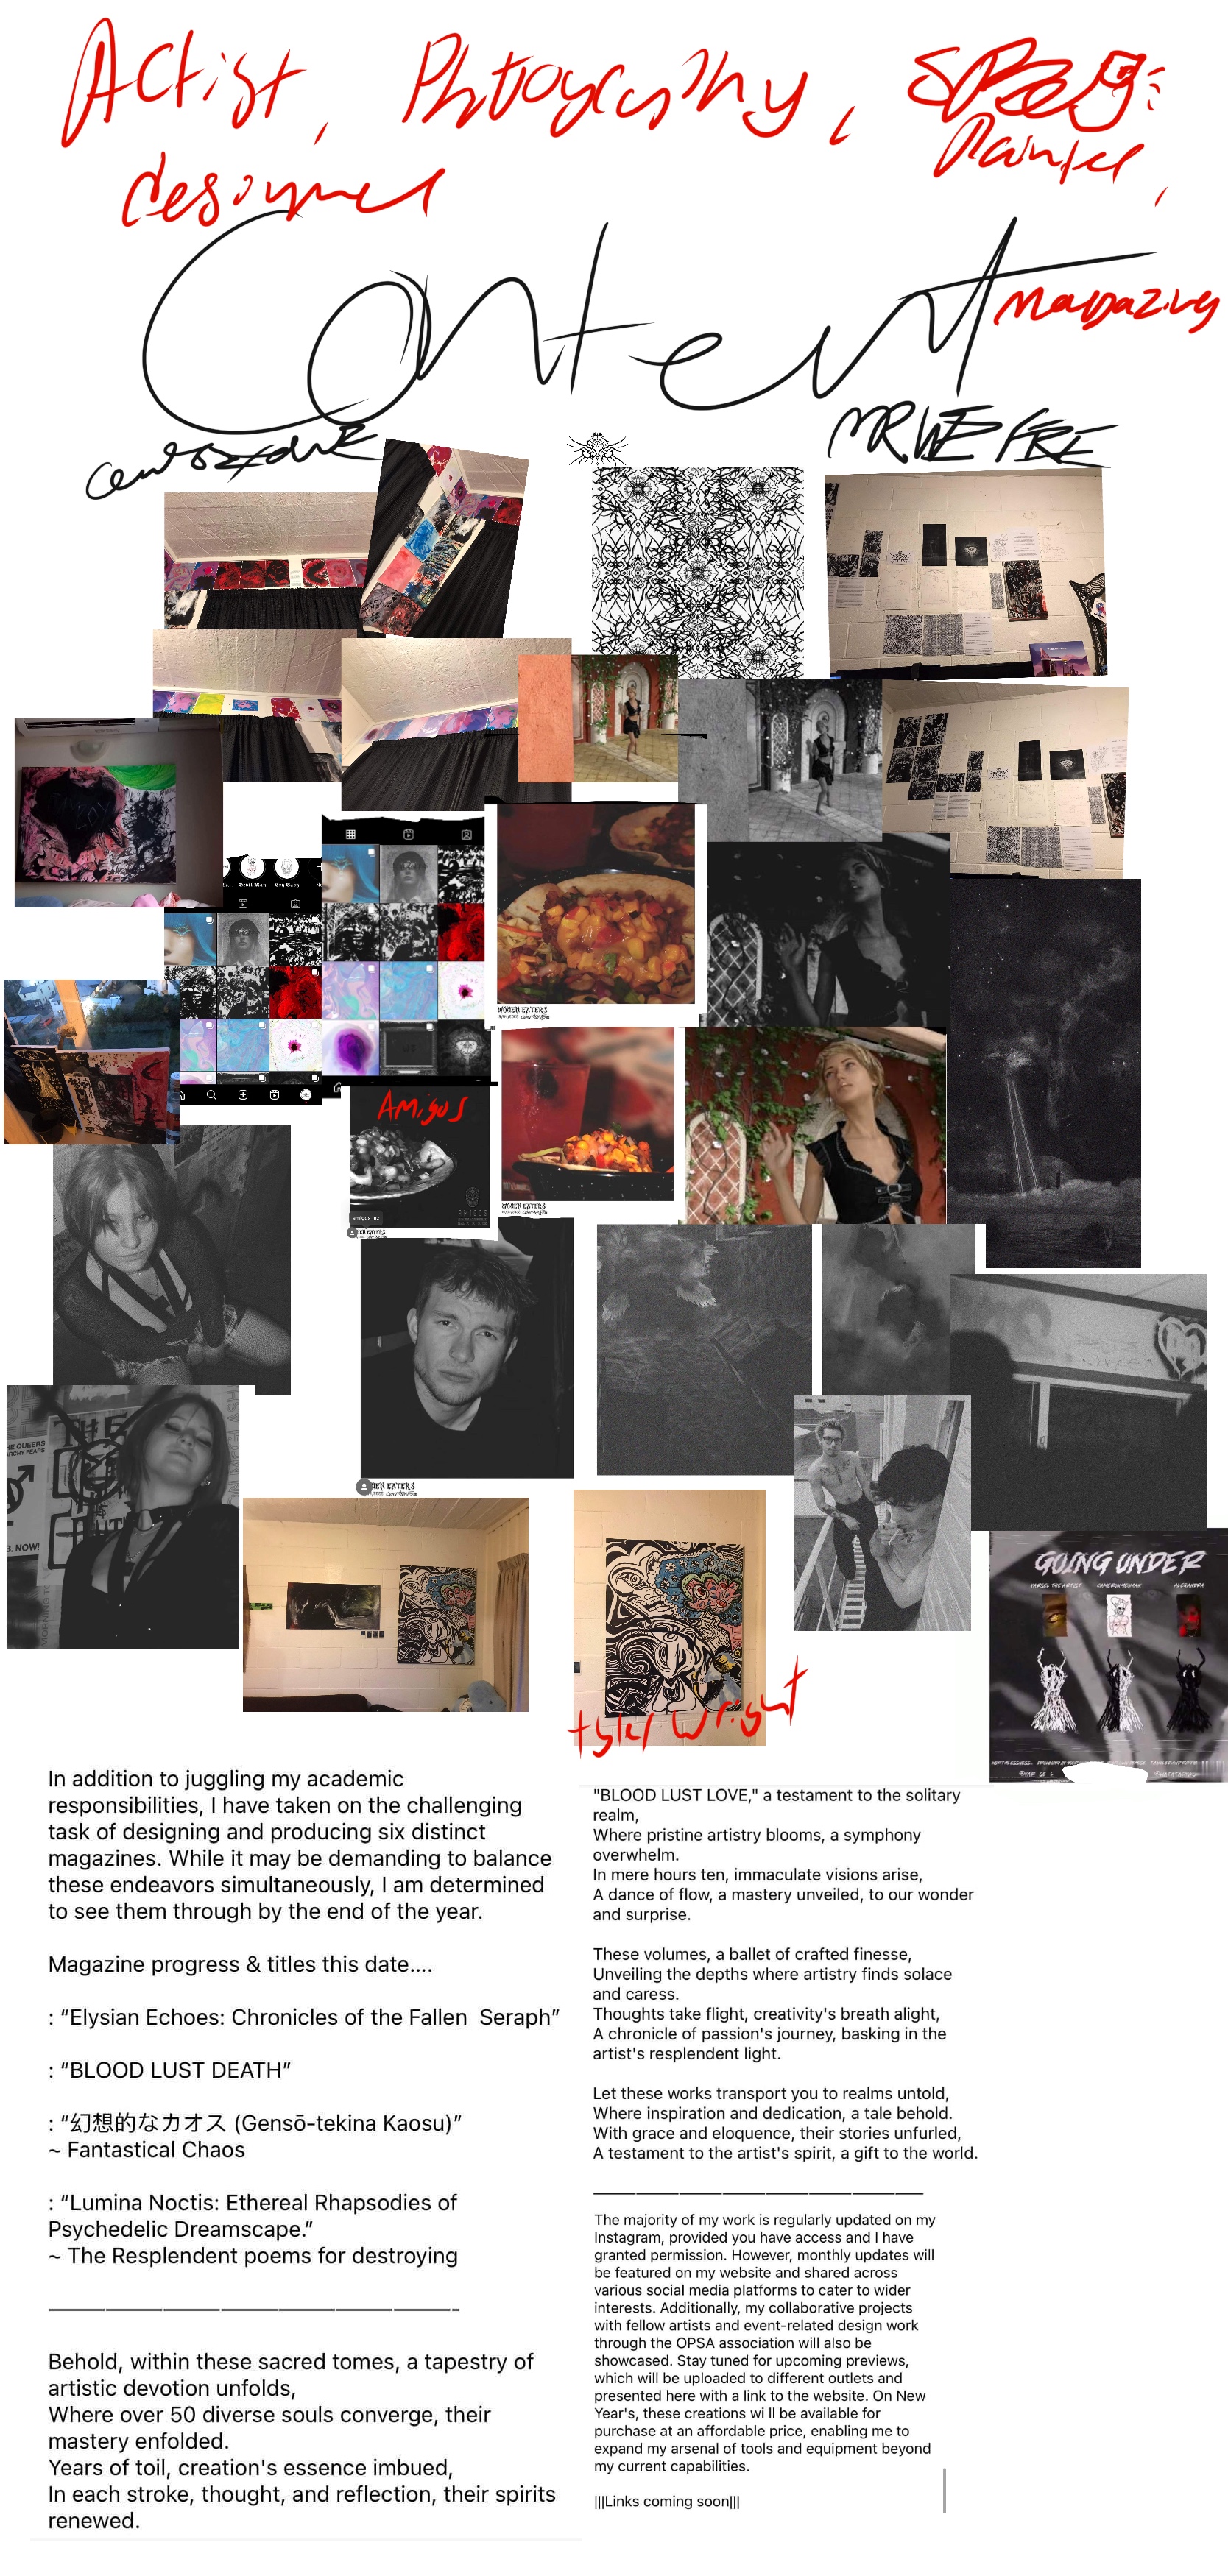 Artist, Photography,
Painter,
designer
Content
magazing
Devil Man
Cry Baby
SUMMER EATERS
Amigos
SUMMER EATERS
amigos_
HE QUEERS
B. NOW!
GOING UNDER
CAMERON YEOMAN
ALEXANDRA
tyler Wright
In addition to juggling my academic
responsibilities, I have taken on the challenging
task of designing and producing six distinct
magazines. While it may be demanding to balance
these endeavors simultaneously, I am determined
to see them through by the end of the year.
Magazine progress & titles this date....
: “Elysian Echoes: Chronicles of the Fallen  Seraph”
: “BLOOD LUST DEATH”
: “幻想的なカオス (Gensō-tekina Kaosu)”
~ Fantastical Chaos
: “Lumina Noctis: Ethereal Rhapsodies of
Psychedelic Dreamscape.”
~ The Resplendent poems for destroying
———————————————————-
Behold, within these sacred tomes, a tapestry of
artistic devotion unfolds,
Where over 50 diverse souls converge, their
mastery enfolded.
Years of toil, creation's essence imbued,
In each stroke, thought, and reflection, their spirits
renewed.
"BLOOD LUST LOVE," a testament to the solitary
realm,
Where pristine artistry blooms, a symphony
overwhelm.
In mere hours ten, immaculate visions arise,
A dance of flow, a mastery unveiled, to our wonder
and surprise.
These volumes, a ballet of crafted finesse,
Unveiling the depths where artistry finds solace
and caress.
Thoughts take flight, creativity's breath alight,
A chronicle of passion's journey, basking in the
artist's resplendent light.
Let these works transport you to realms untold,
Where inspiration and dedication, a tale behold.
With grace and eloquence, their stories unfurled,
A testament to the artist's spirit, a gift to the world.
The majority of my work is regularly updated on my
Instagram, provided you have access and I have
granted permission. However, monthly updates will
be featured on my website and shared across
various social media platforms to cater to wider
interests. Additionally, my collaborative projects
with fellow artists and event-related design work
through the OPSA association will also be
showcased. Stay tuned for upcoming previews,
which will be uploaded to different outlets and
presented here with a link to the website. On New
Year's, these creations wi ll be available for
purchase at an affordable price, enabling me to
expand my arsenal of tools and equipment beyond
my current capabilities.
|||Links coming soon|||